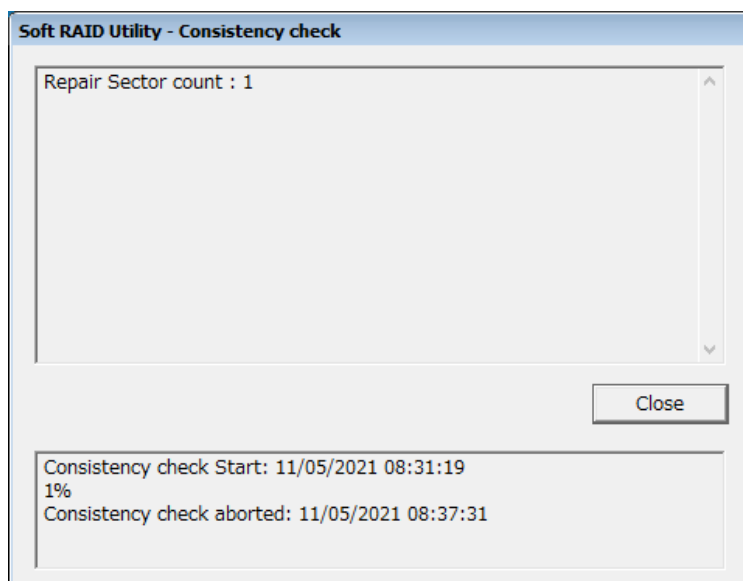 Soft RAID Utility - Consistency check
Repair Sector count : 1
Close
Consistency check Start: 11/05/2021 08:31:19
1%
Consistency check aborted: 11/05/2021 08:37:31